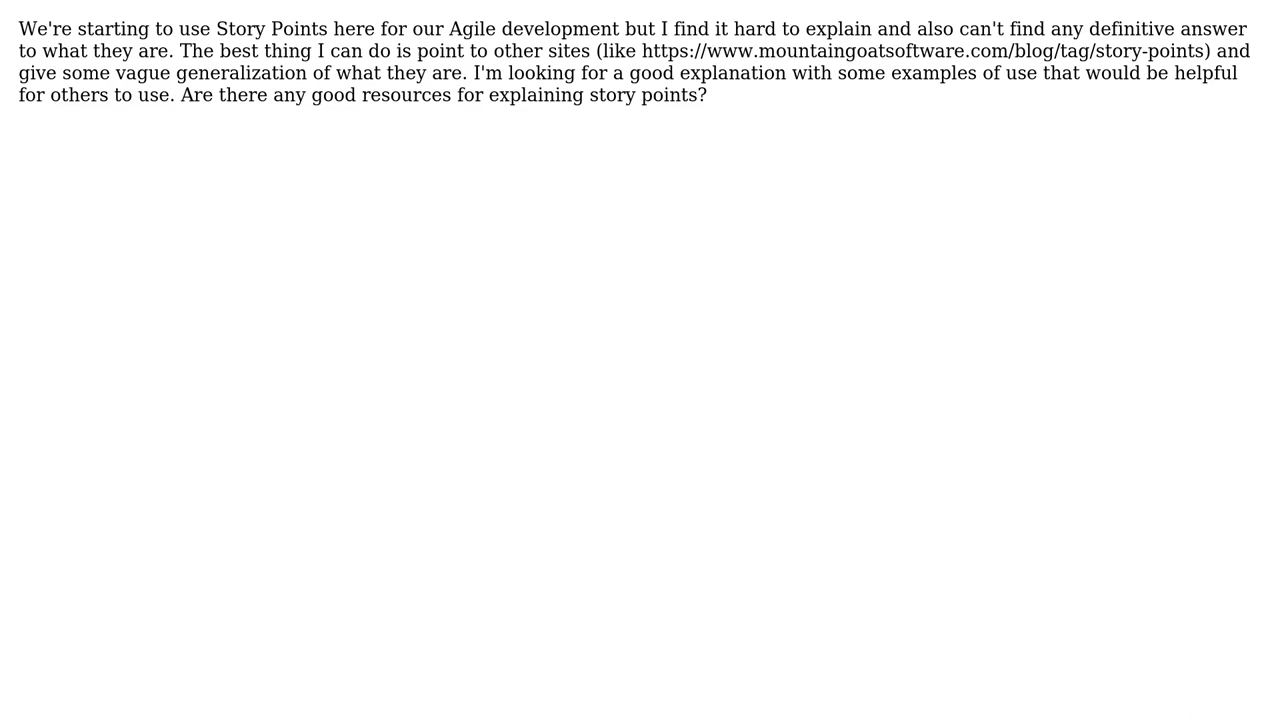 We're starting to use Story Points here for our Agile development but I find it hard to explain and also can't find any definitive answer
to what they are. The best thing I can do is point to other sites (like https://www.mountaingoatsoftware.com/blog/tag/story-points) and
give some vague generalization of what they are. I'm looking for a good explanation with some examples of use that would be helpful
for others to use. Are there any good resources for explaining story points?